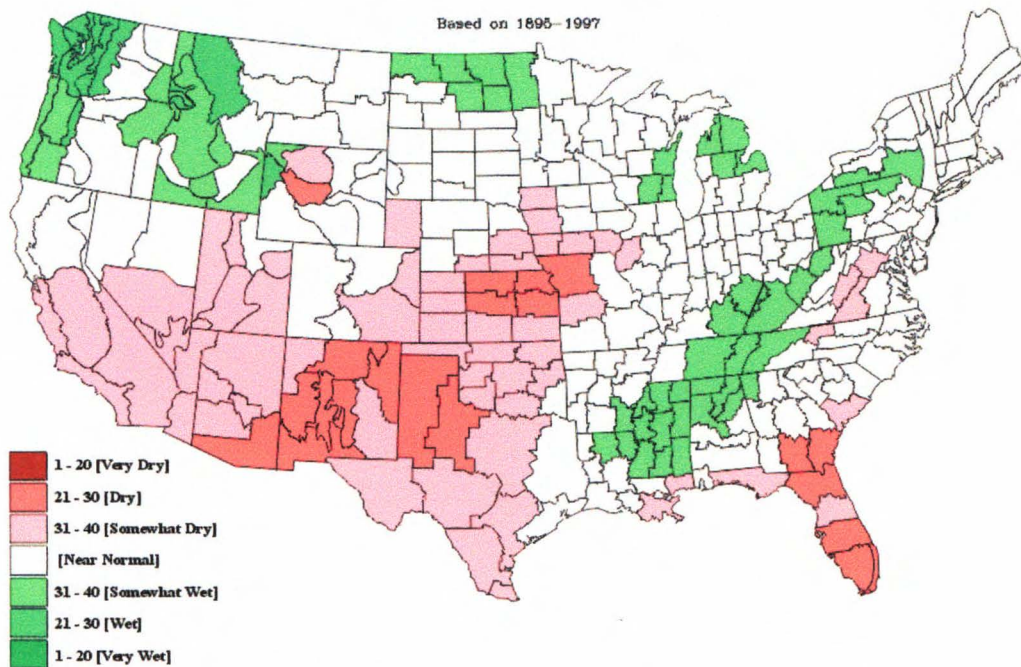 Based on 1895-1997
1 - 20 [Very Dry]
21 - 30 [Dry]
31 - 40 [Somewhat Dry]
[Near Normal]
31 - 40 [Somewhat Wet]
21 - 30 [Wet]
1 - 20 [Very Wet]